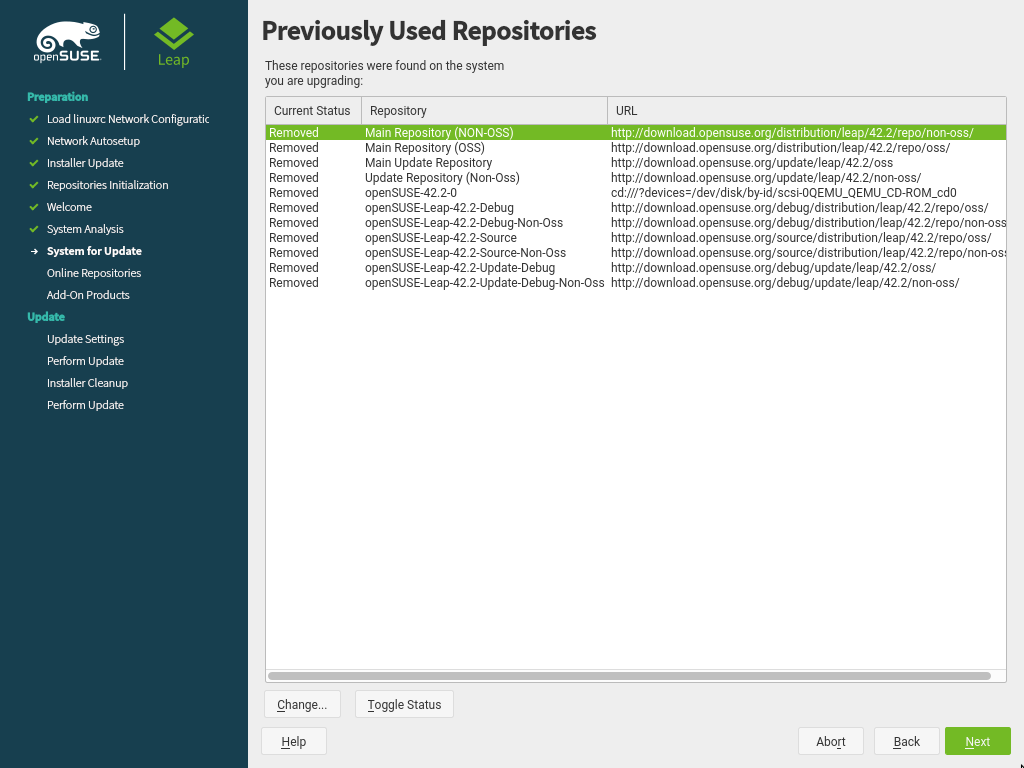 openSUSE
Leap
Preparation
Load linuxrc Network Configuratic
Network Autosetup
Installer Update
Repositories Initialization
Welcome
System Analysis
System for Update
Online Repositories
Add-On Products
Update
Update Settings
Perform Update
Installer Cleanup
Perform Update
Previously Used Repositories
These repositories were found on the system
you are upgrading:
Current Status Repository URL
Removed Main Repository (NON-OSS) http://download.opensuse.org/distribution/leap/42.2/repo/non-oss/
Removed Main Repository (OSS) http://download.opensuse.org/distribution/leap/42.2/repo/oss/
Removed Main Update Repository http://download.opensuse.org/update/leap/42.2/oss
Removed Update Repository (Non-Oss) http://download.opensuse.org/update/leap/42.2/non-oss/
Removed openSUSE-42.2-0 cd:///?devices=/dev/disk/by-id/scsi-0QEMU_QEMU_CD-ROM_cd0
Removed openSUSE-Leap-42.2-Debug http://download.opensuse.org/debug/distribution/leap/42.2/repo/oss/
Removed openSUSE-Leap-42.2-Debug-Non-Oss http://download.opensuse.org/debug/distribution/leap/42.2/repo/non-oss
Removed openSUSE-Leap-42.2-Source http://download.opensuse.org/source/distribution/leap/42.2/repo/oss/
Removed openSUSE-Leap-42.2-Source-Non-Oss http://download.opensuse.org/source/distribution/leap/42.2/repo/non-oss
Removed openSUSE-Leap-42.2-Update-Debug http://download.opensuse.org/debug/update/leap/42.2/oss/
Removed openSUSE-Leap-42.2-Update-Debug-Non-Oss http://download.opensuse.org/debug/update/leap/42.2/non-oss/
Change... Toggle Status
Help Abort Back Next